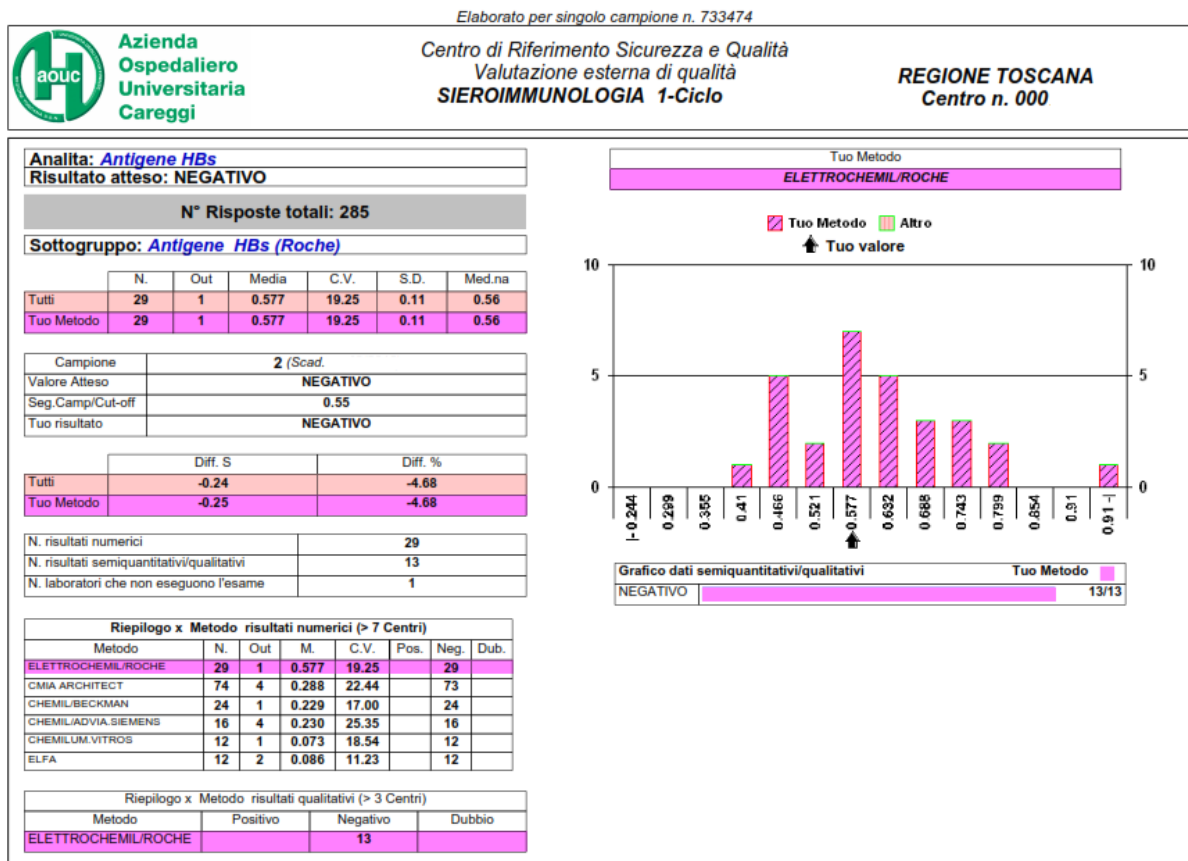 Elaborato per singolo campione n. 733474
aouc
Azienda
Ospedaliero
Universitaria
Careggi
Centro di Riferimento Sicurezza e Qualità
Valutazione esterna di qualità
SIEROIMMUNOLOGIA 1-Ciclo
REGIONE TOSCANA
Centro n. 000
Analita: Antigene HBs
Risultato atteso: NEGATIVO
N° Risposte totali: 285
Sottogruppo: Antigene HBs (Roche)
N. Out Media C.V. S.D. Med.na
Tutti 29 1 0.577 19.25 0.11 0.56
Tuo Metodo 29 1 0.577 19.25 0.11 0.56
Campione 2 (Scad.
Valore Atteso NEGATIVO
Seg.Camp/Cut-off 0.55
Tuo risultato NEGATIVO
Diff. S Diff. %
Tutti -0.24 -4.68
Tuo Metodo -0.25 -4.68
N. risultati numerici 29
N. risultati semiquantitativi/qualitativi 13
N. laboratori che non eseguono l'esame 1
Riepilogo x Metodo risultati numerici (> 7 Centri)
Metodo N. Out M. C.V. Pos. Neg. Dub.
ELETTROCHEMIL/ROCHE 29 1 0.577 19.25 29
CMIA ARCHITECT 74 4 0.288 22.44 73
CHEMIL/BECKMAN 24 1 0.229 17.00 24
CHEMIL/ADVIA.SIEMENS 16 4 0.230 25.35 16
CHEMILUM.VITROS 12 1 0.073 18.54 12
ELFA 12 2 0.086 11.23 12
Riepilogo x Metodo risultati qualitativi (> 3 Centri)
Metodo Positivo Negativo Dubbio
ELETTROCHEMIL/ROCHE 13
Tuo Metodo
ELETTROCHEMIL/ROCHE
Tuo Metodo Altro
Tuo valore
10 10
5 5
0 0
|- 0.244 0.299 0.355 0.41 0.466 0.521 0.577 0.632 0.688 0.743 0.799 0.854 0.91 0.91 -|
Grafico dati semiquantitativi/qualitativi Tuo Metodo
NEGATIVO 13/13